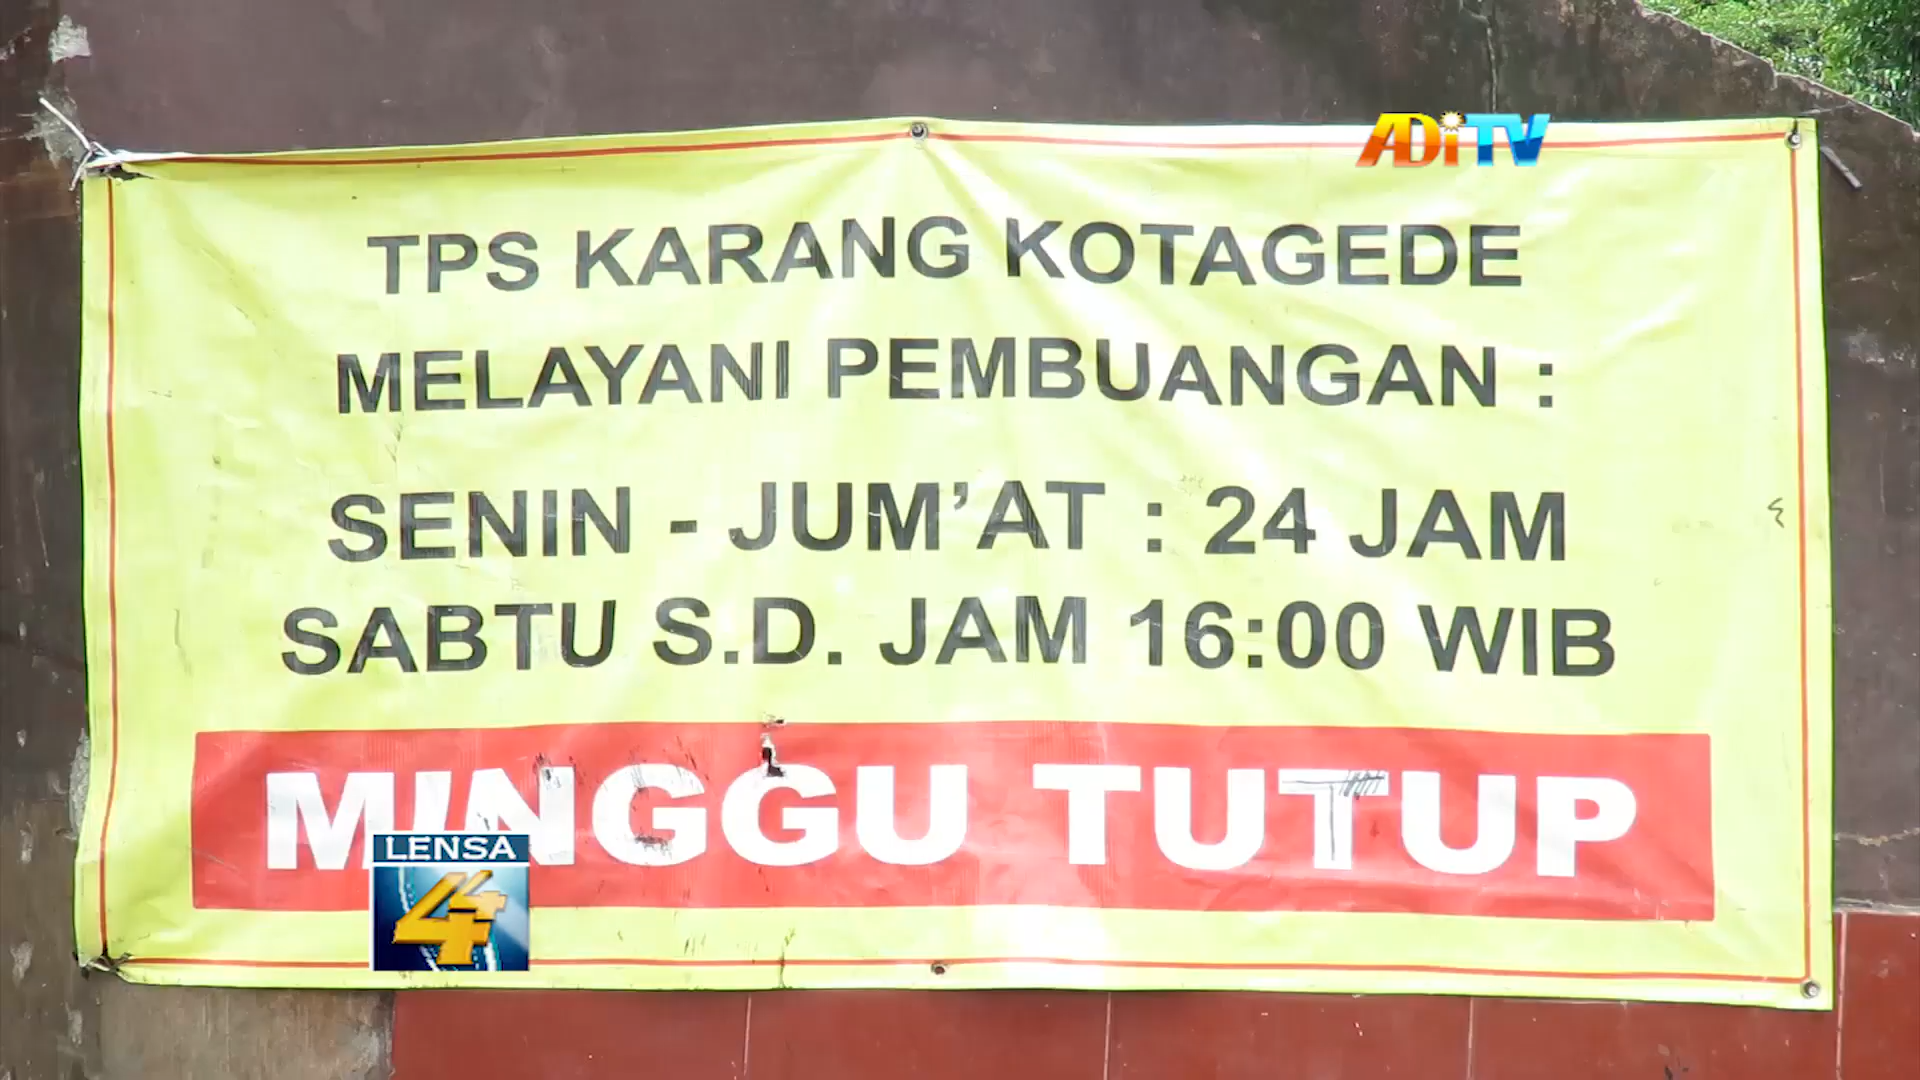 ADiTV
TPS KARANG KOTAGEDE
MELAYANI PEMBUANGAN :
SENIN - JUM'AT : 24 JAM
SABTU S.D. JAM 16:00 WIB
MINGGU TUTUP
LENSA
44